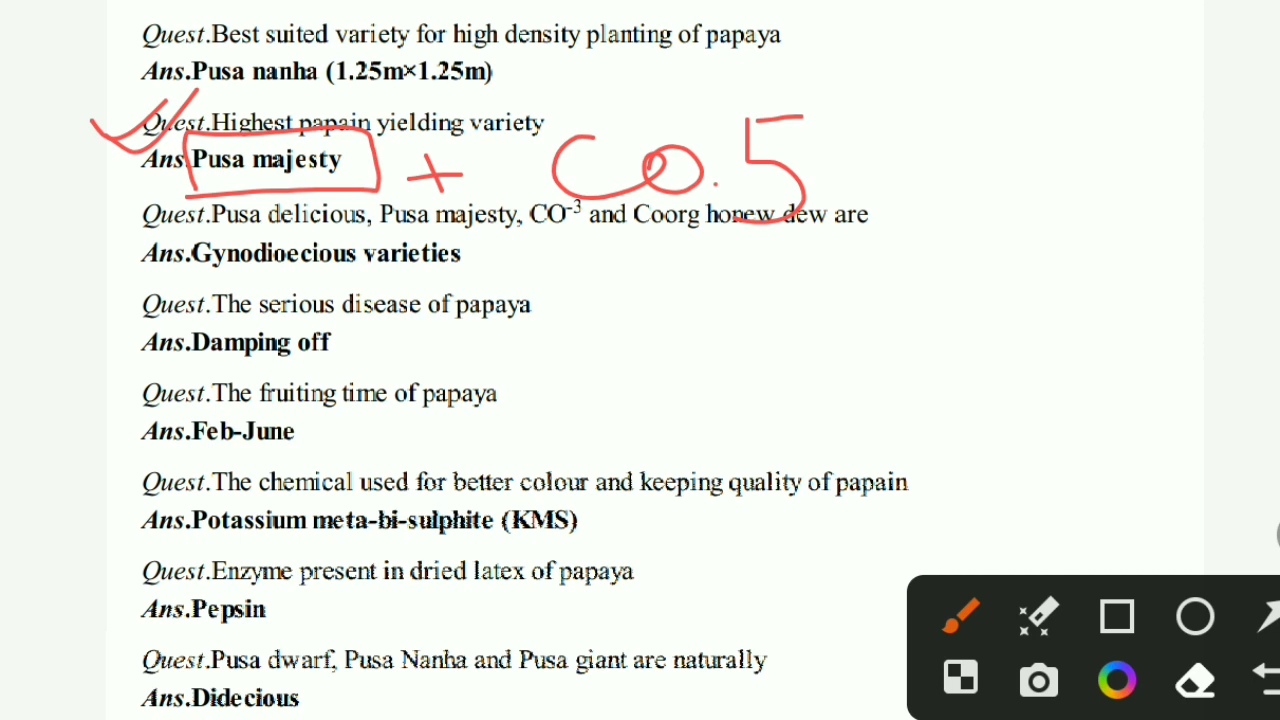 Quest.Best suited variety for high density planting of papaya
Ans.Pusa nanha (1.25m×1.25m)
Quest.Highest papain yielding variety
Ans.Pusa majesty + Co.5
Quest.Pusa delicious, Pusa majesty, CO-3 and Coorg honew dew are
Ans.Gynodioecious varieties
Quest.The serious disease of papaya
Ans.Damping off
Quest.The fruiting time of papaya
Ans.Feb-June
Quest.The chemical used for better colour and keeping quality of papain
Ans.Potassium meta-bi-sulphite (KMS)
Quest.Enzyme present in dried latex of papaya
Ans.Pepsin
Quest.Pusa dwarf, Pusa Nanha and Pusa giant are naturally
Ans.Didecious